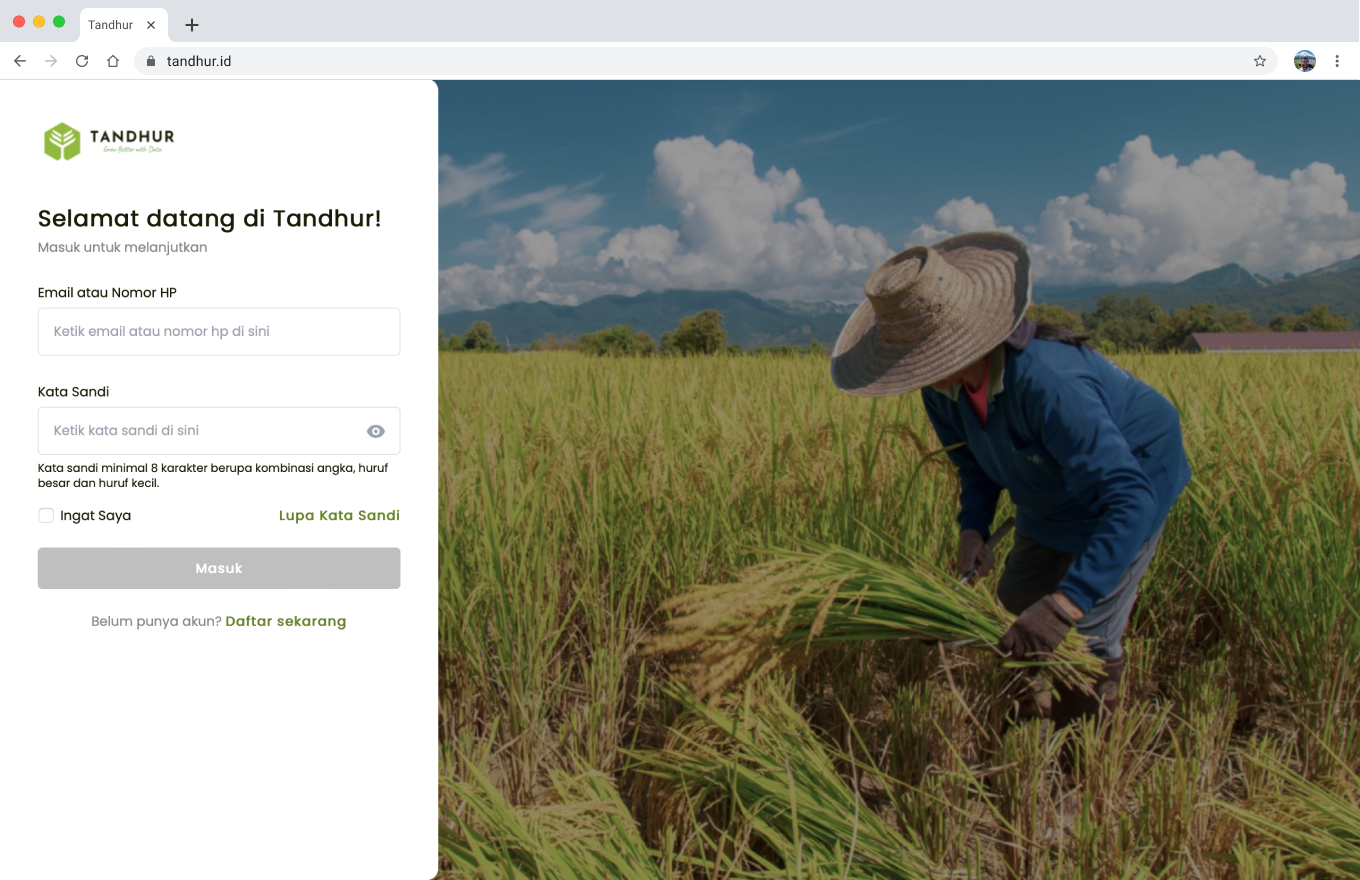 Tandhur
tandhur.id
TANDHUR
Grow Better with Data
Selamat datang di Tandhur!
Masuk untuk melanjutkan
Email atau Nomor HP
Ketik email atau nomor hp di sini
Kata Sandi
Ketik kata sandi di sini
Kata sandi minimal 8 karakter berupa kombinasi angka, huruf
besar dan huruf kecil.
Ingat Saya Lupa Kata Sandi
Masuk
Belum punya akun? Daftar sekarang